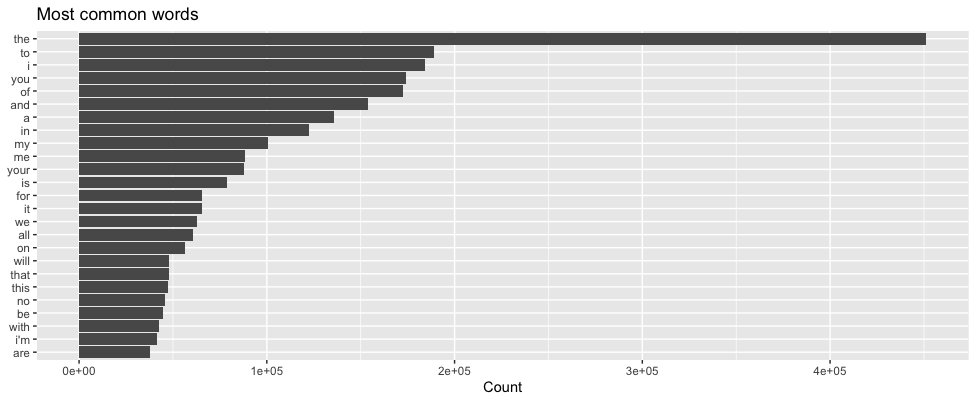 Most common words
the
to
i
you
of
and
a
in
my
me
your
is
for
it
we
all
on
will
that
this
no
be
with
i'm
are
0e+00 1e+05 2e+05 3e+05 4e+05
Count